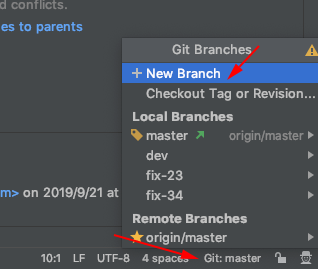 d conflicts.
es to parents
Git Branches
+ New Branch
Checkout Tag or Revision...
Local Branches
master origin/master
dev
fix-23
fix-34
Remote Branches
origin/master
m> on 2019/9/21 at
10:1 LF UTF-8 4 spaces Git: master